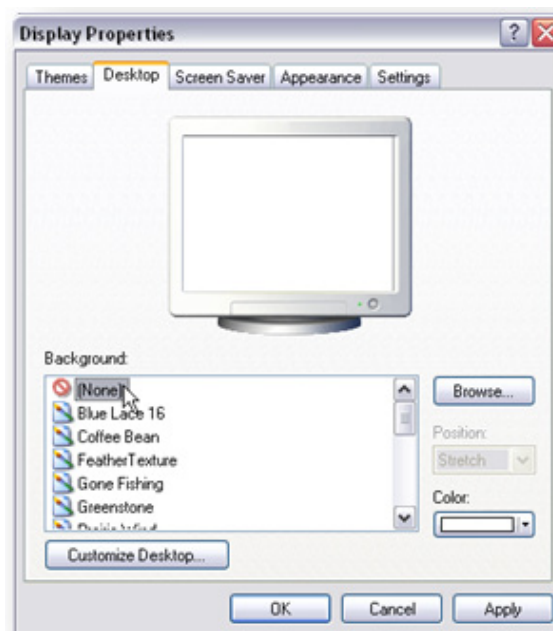 Display Properties
Themes Desktop Screen Saver Appearance Settings
Background:
(None)
Blue Lace 16
Coffee Bean
FeatherTexture
Gone Fishing
Greenstone
Browse...
Position:
Stretch
Color:
Customize Desktop...
OK Cancel Apply